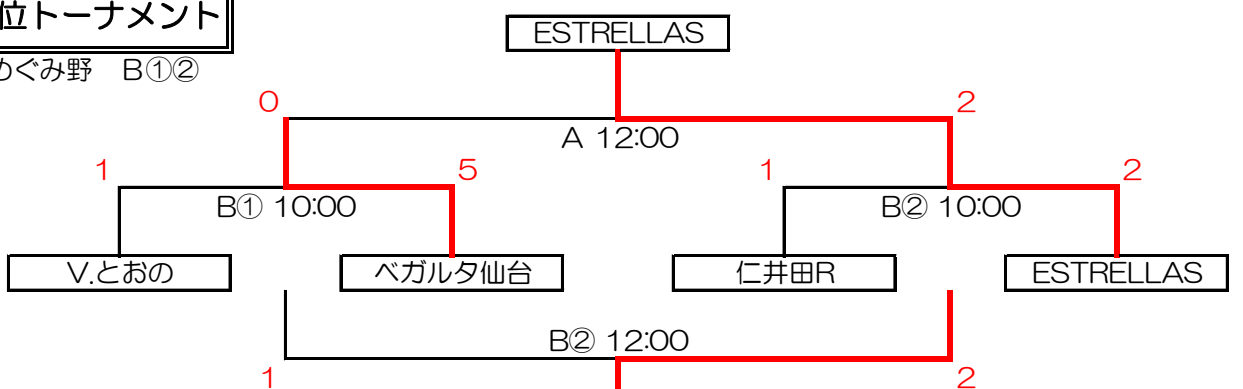 位トーナメント
ESTRELLAS
めぐみ野 B①②
0 2
A 12:00
1 5 1 2
B① 10:00 B② 10:00
V.とおの ベガルタ仙台 仁井田R ESTRELLAS
B② 12:00
1 2